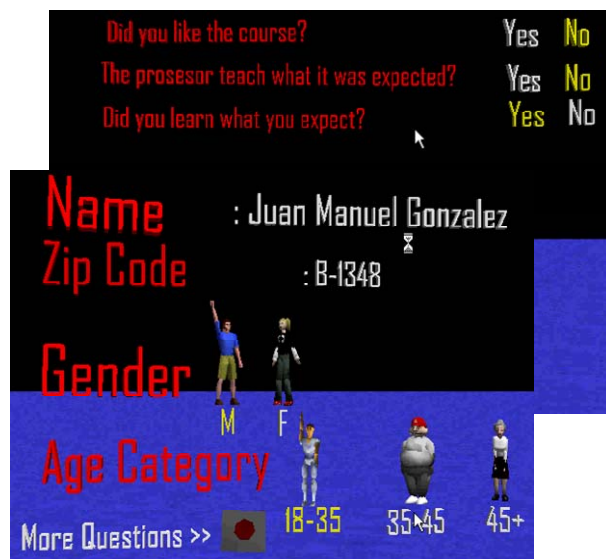 Did you like the course? Yes No
The prosesor teach what it was expected? Yes No
Did you learn what you expect? Yes No
Name : Juan Manuel Gonzalez
Zip Code : B-1348
Gender
M F
Age Category
18-35 35-45 45+
More Questions >>